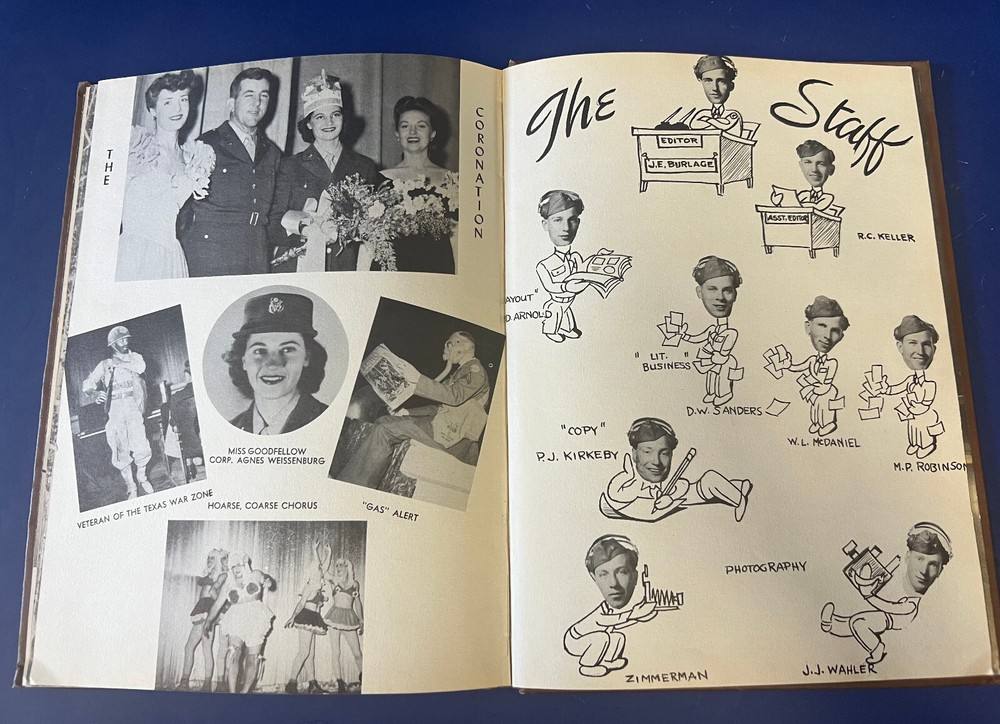 THE
CORONATION
MISS GOODFELLOW
CORP. AGNES WEISSENBURG
VETERAN OF THE TEXAS WAR ZONE
HOARSE, COARSE CHORUS
"GAS" ALERT
The Staff
EDITOR
J.E. BURLAGE
ASST. EDITOR
R.C. KELLER
AYOUT"
D. ARNOLD
"LIT.
BUSINESS"
D.W. SANDERS
W.L. McDANIEL
M.P. ROBINSON
"COPY"
P.J. KIRKEBY
PHOTOGRAPHY
ZIMMERMAN
J.J. WAHLER